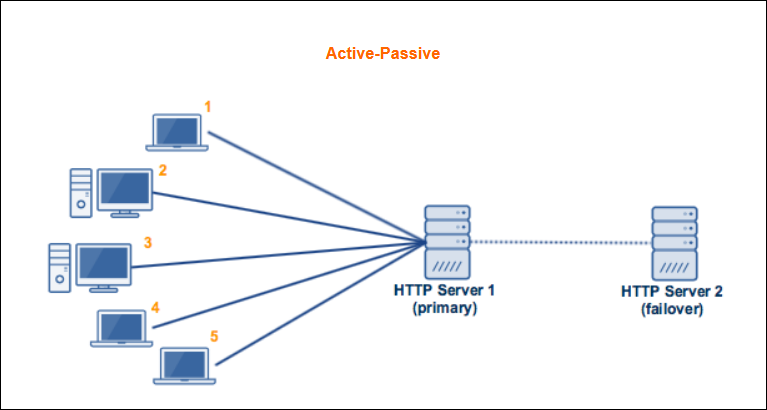 Active-Passive
1
2
3
4
5
HTTP Server 1
(primary)
HTTP Server 2
(failover)